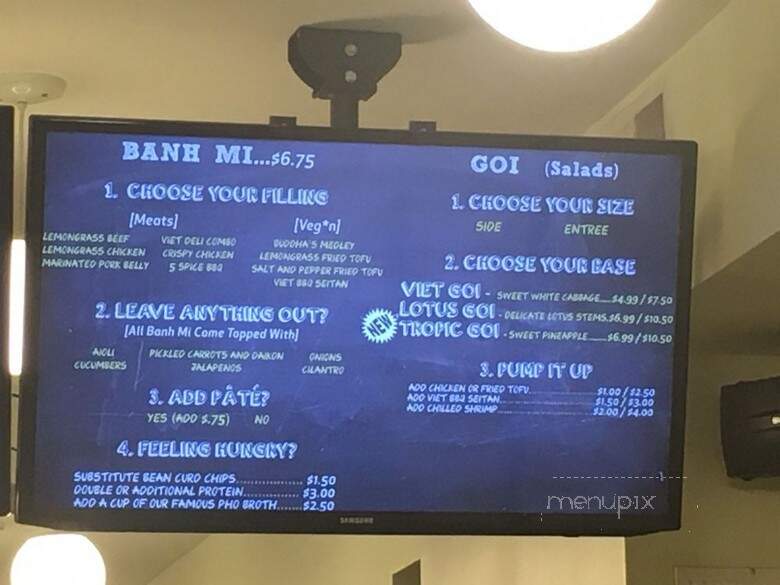 BANH MI...$6.75
1. CHOOSE YOUR FILLING
[Meats]
LEMONGRASS BEEF
LEMONGRASS CHICKEN
MARINATED PORK BELLY
VIET DELI COMBO
CRISPY CHICKEN
5 SPICE BBQ
[Veg*n]
BUDDHA'S MEDLEY
LEMONGRASS FRIED TOFU
SALT AND PEPPER FRIED TOFU
VIET BBQ SEITAN
2. LEAVE ANYTHING OUT?
[All Banh Mi Come Topped With]
AIOLI
CUCUMBERS
PICKLED CARROTS AND DAIKON
JALAPENOS
ONIONS
CILANTRO
3. ADD PÂTÉ?
YES (ADD $.75) NO
4. FEELING HUNGRY?
SUBSTITUTE BEAN CURD CHIPS................$1.50
DOUBLE OR ADDITIONAL PROTEIN..............$3.00
ADD A CUP OF OUR FAMOUS PHO BROTH.......$2.50
GOI (Salads)
1. CHOOSE YOUR SIZE
SIDE ENTREE
2. CHOOSE YOUR BASE
VIET GOI - SWEET WHITE CABBAGE....$4.99 / $7.50
LOTUS GOI - DELICATE LOTUS STEMS.$6.99 / $10.50
NEW TROPIC GOI - SWEET PINEAPPLE.......$6.99 / $10.50
3. PUMP IT UP
ADD CHICKEN OR FRIED TOFU..............$1.00 / $2.50
ADD VIET BBQ SEITAN....................$1.50 / $3.00
ADD CHILLED SHRIMP.....................$2.00 / $4.00
SAMSUNG
menupix